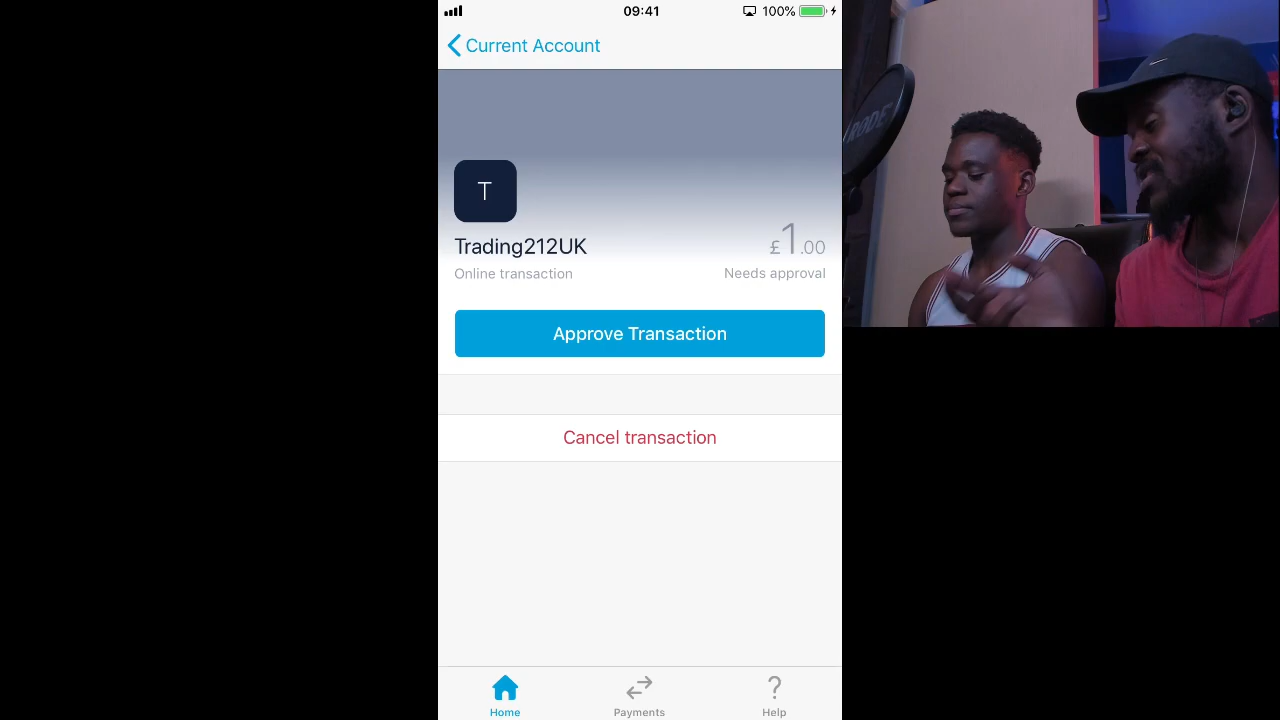 09:41
100%
Current Account
T
Trading212UK
£1.00
Online transaction
Needs approval
Approve Transaction
Cancel transaction
Home
Payments
Help
RODE